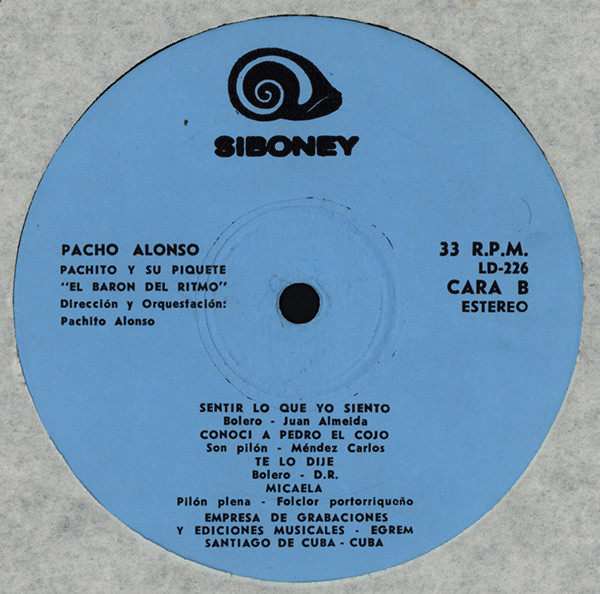 SIBONEY
PACHO ALONSO
PACHITO Y SU PIQUETE
"EL BARON DEL RITMO"
Dirección y Orquestación:
Pachito Alonso
33 R.P.M.
LD-226
CARA B
ESTEREO
SENTIR LO QUE YO SIENTO
Bolero - Juan Almeida
CONOCI A PEDRO EL COJO
Son pilón - Méndez Carlos
TE LO DIJE
Bolero - D.R.
MICAELA
Pilón plena - Folclor portorriqueño
EMPRESA DE GRABACIONES
Y EDICIONES MUSICALES - EGREM
SANTIAGO DE CUBA - CUBA